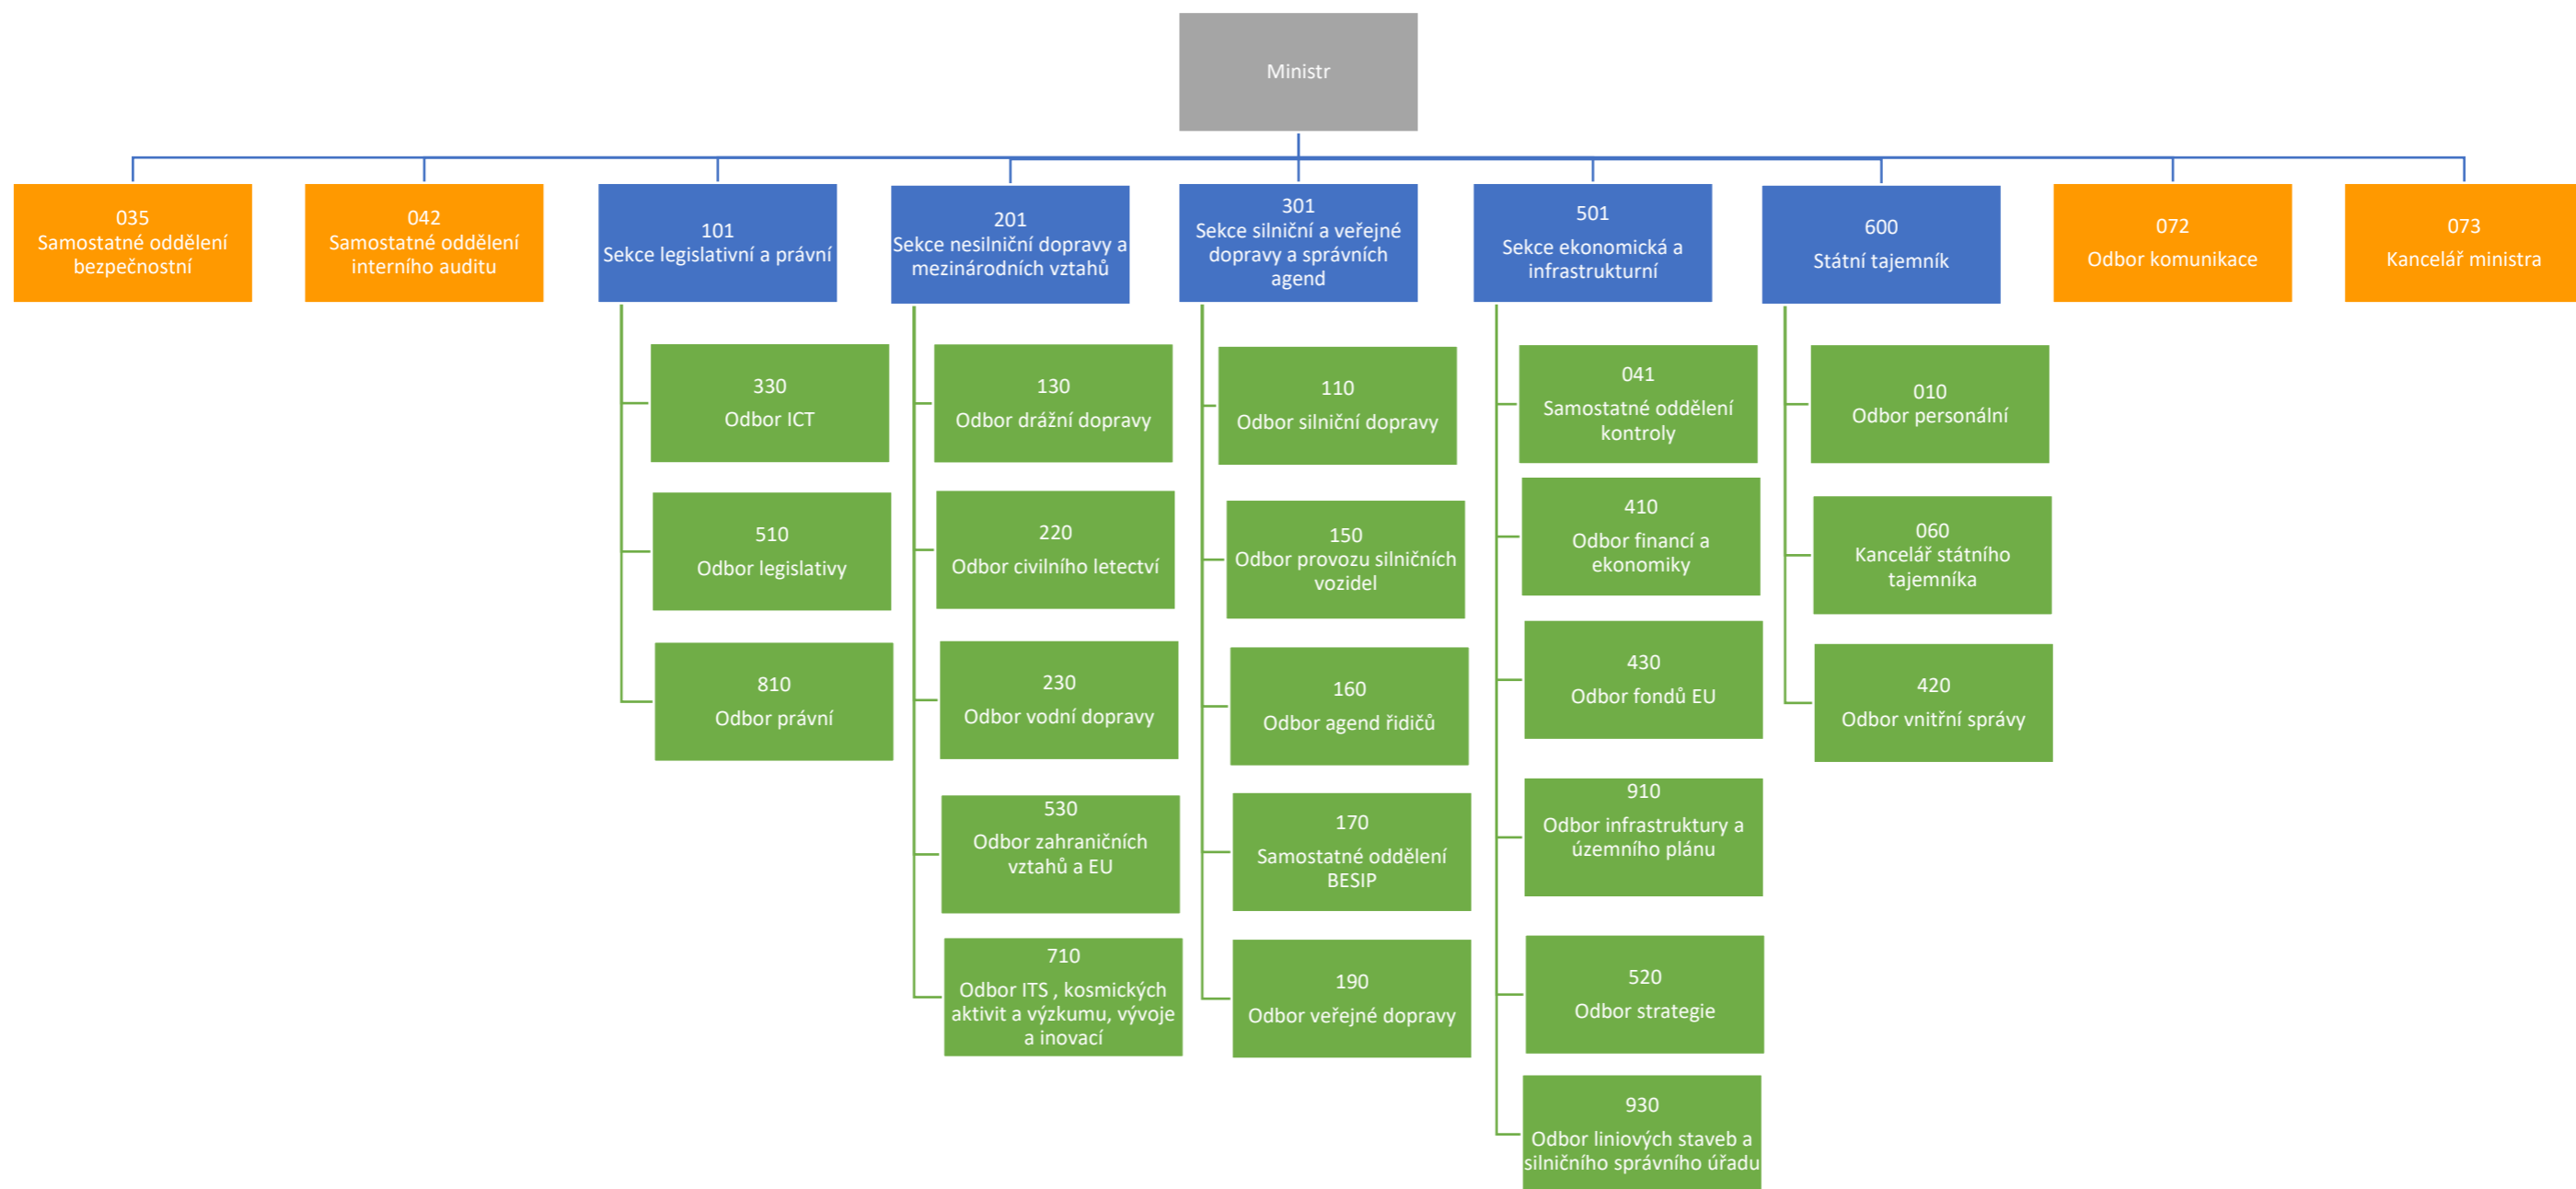 Ministr
035
Samostatné oddělení
bezpečnostní
042
Samostatné oddělení
interního auditu
101
Sekce legislativní a právní
201
Sekce nesilniční dopravy a
mezinárodních vztahů
301
Sekce silniční a veřejné
dopravy a správních
agend
501
Sekce ekonomická a
infrastrukturní
600
Státní tajemník
072
Odbor komunikace
073
Kancelář ministra
330
Odbor ICT
510
Odbor legislativy
810
Odbor právní
130
Odbor drážní dopravy
220
Odbor civilního letectví
230
Odbor vodní dopravy
530
Odbor zahraničních
vztahů a EU
710
Odbor ITS , kosmických
aktivit a výzkumu, vývoje
a inovací
110
Odbor silniční dopravy
150
Odbor provozu silničních
vozidel
160
Odbor agend řidičů
170
Samostatné oddělení
BESIP
190
Odbor veřejné dopravy
041
Samostatné oddělení
kontroly
410
Odbor financí a
ekonomiky
430
Odbor fondů EU
910
Odbor infrastruktury a
územního plánu
520
Odbor strategie
930
Odbor liniových staveb a
silničního správního úřadu
010
Odbor personální
060
Kancelář státního
tajemníka
420
Odbor vnitřní správy